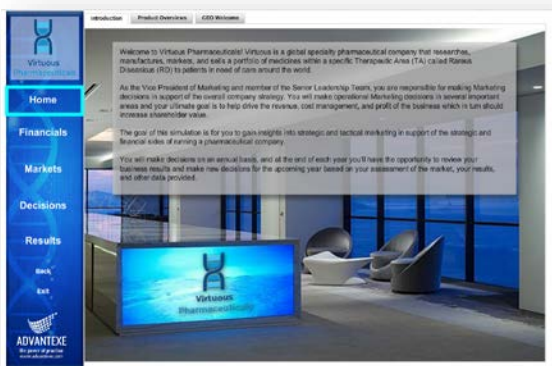 Introduction
Product Overviews
CEO Welcome
Virtuous
Pharmaceuticals
Home
Financials
Markets
Decisions
Results
Back
Exit
ADVANTEXE
the power of practice
www.advantexe.com
Welcome to Virtuous Pharmaceuticals! Virtuous is a global specialty pharmaceutical company that researches,
manufactures, markets, and sells a portfolio of medicines within a specific Therapeutic Area (TA) called
(RD) to patients in need of care around the world.
As the Vice President of Marketing and member of the Senior Leadership Team, you are responsible for making Marketing
decisions in support of the overall company strategy. You will make operational Marketing decisions in several important
areas and your ultimate goal is to help drive the revenue, cost management, and profit of the business which in turn should
increase shareholder value.
The goal of this simulation is for you to gain insights into strategic and tactical marketing in support of the strategic and
financial sides of running a pharmaceutical company.
You will make decisions on an annual basis, and at the end of each year you'll have the opportunity to review your
business results and make new decisions for the upcoming year based on your assessment of the market, your results,
and other data provided.
Virtuous
Pharmaceuticals